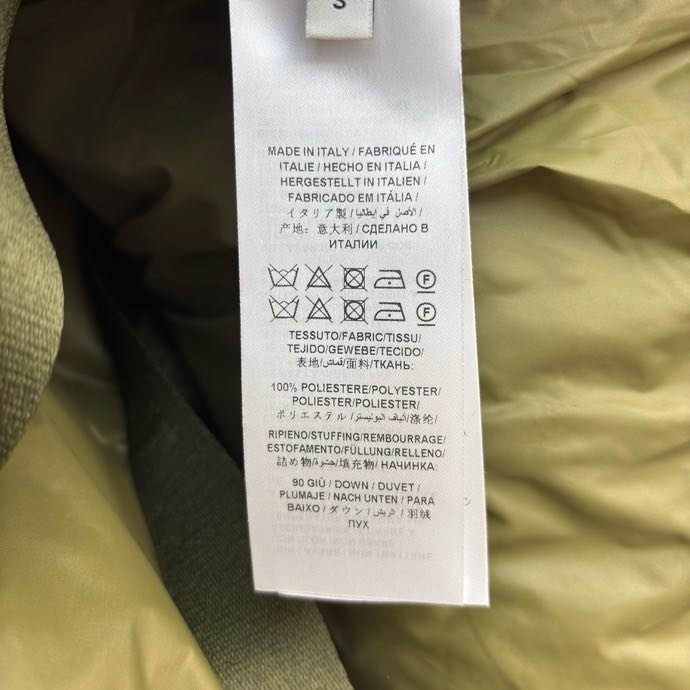 S
MADE IN ITALY / FABRIQUÉ EN
ITALIE / HECHO EN ITALIA /
HERGESTELLT IN ITALIEN /
FABRICADO EM ITÁLIA /
イタリア製 / الأصل في إيطاليا /
产地：意大利 / СДЕЛАНО В
ИТАЛИИ
F
F
TESSUTO/FABRIC/TISSU/
TEJIDO/GEWEBE/TECIDO/
表地/قماش/面料/ТКАНЬ:
100% POLIESTERE/POLYESTER/
POLIESTER/POLIESTER/
ポリエステル /ألياف البوليستر/涤纶/
RIPIENO/STUFFING/REMBOURRAGE/
ESTOFAMENTO/FÜLLUNG/RELLENO/
詰め物/حشوة/填充物/ НАЧИНКА:
90 GIÙ / DOWN / DUVET /
PLUMAJE / NACH UNTEN / PARA
BAIXO / ダウン / الريش / 羽绒
ПУХ